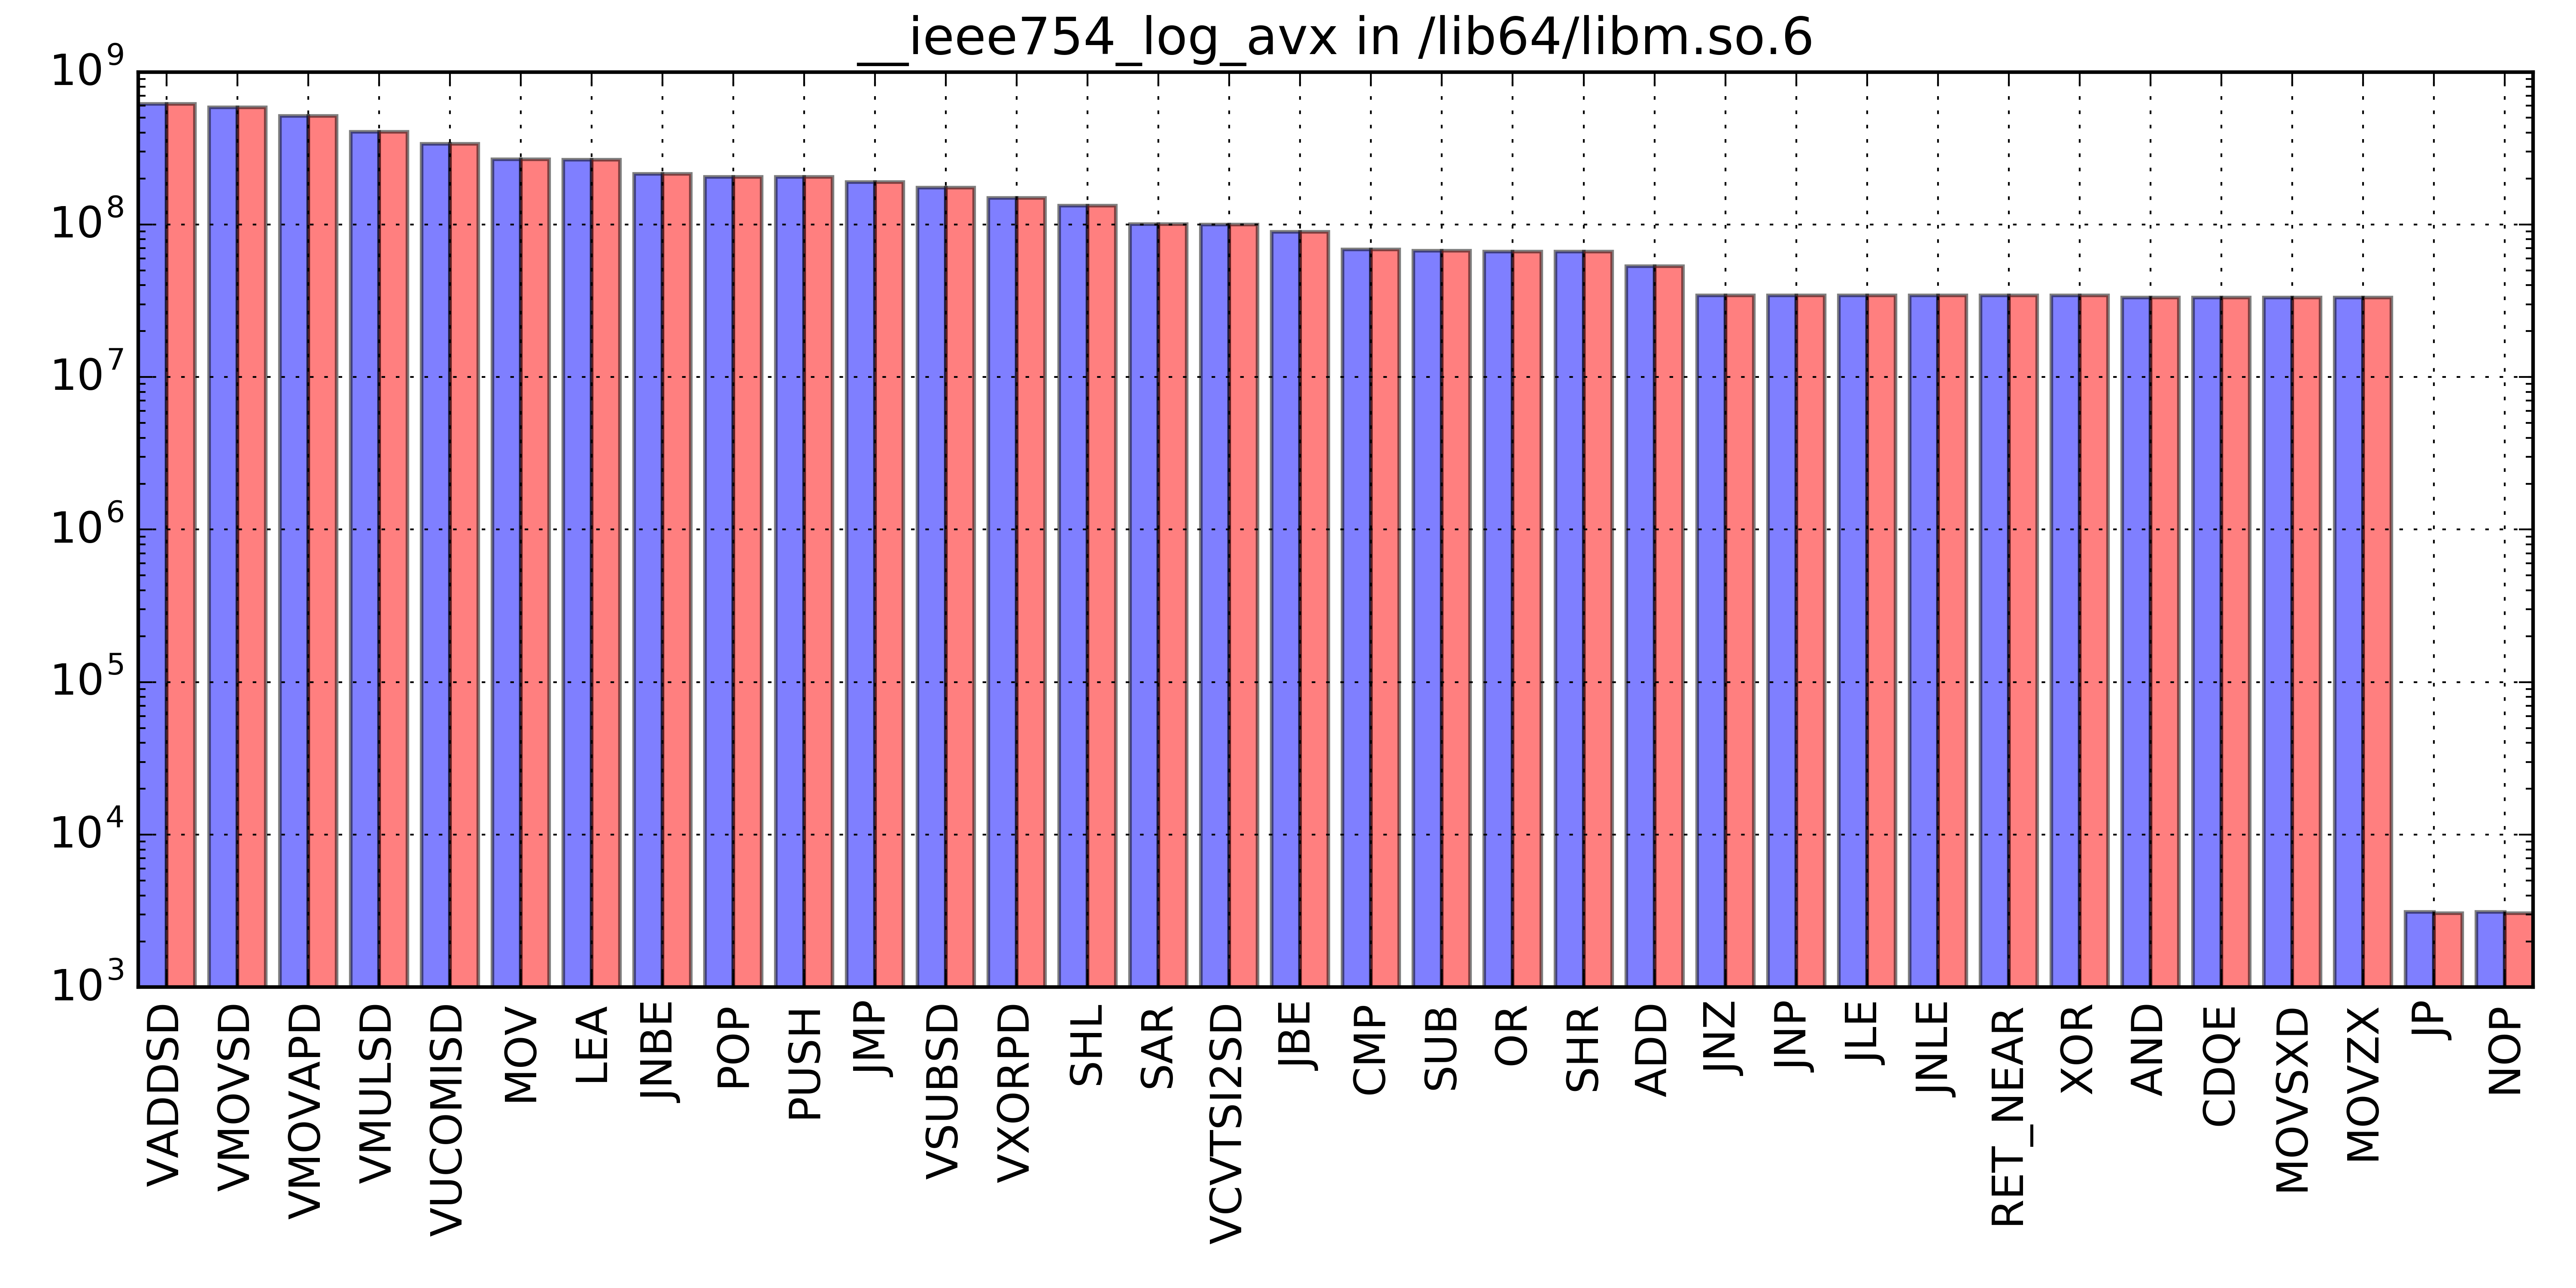 __ieee754_log_avx in /lib64/libm.so.6
10^9
10^8
10^7
10^6
10^5
10^4
10^3
VADDSD
VMOVSD
VMOVAPD
VMULSD
VUCOMISD
MOV
LEA
JNBE
POP
PUSH
JMP
VSUBSD
VXORPD
SHL
SAR
VCVTSI2SD
JBE
CMP
SUB
OR
SHR
ADD
JNZ
JNP
JLE
JNLE
RET_NEAR
XOR
AND
CDQE
MOVSXD
MOVZX
JP
NOP